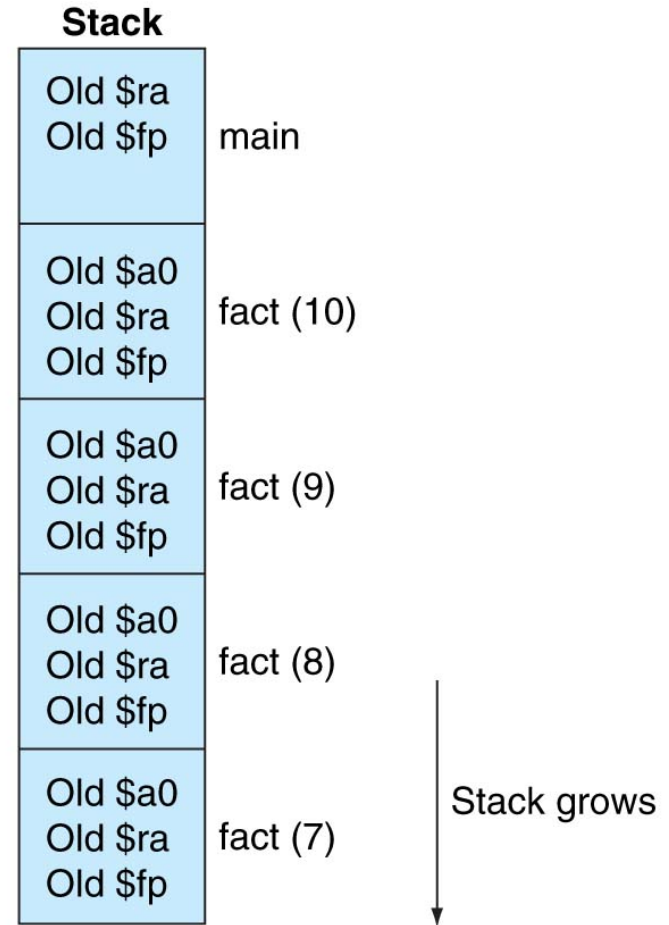 Stack
Old $ra
Old $fp
main
Old $a0
Old $ra
fact (10)
Old $fp
Old $a0
Old $ra
fact (9)
Old $fp
Old $a0
Old $ra
fact (8)
Old $fp
Old $a0
Old $ra
fact (7)
Old $fp
Stack grows